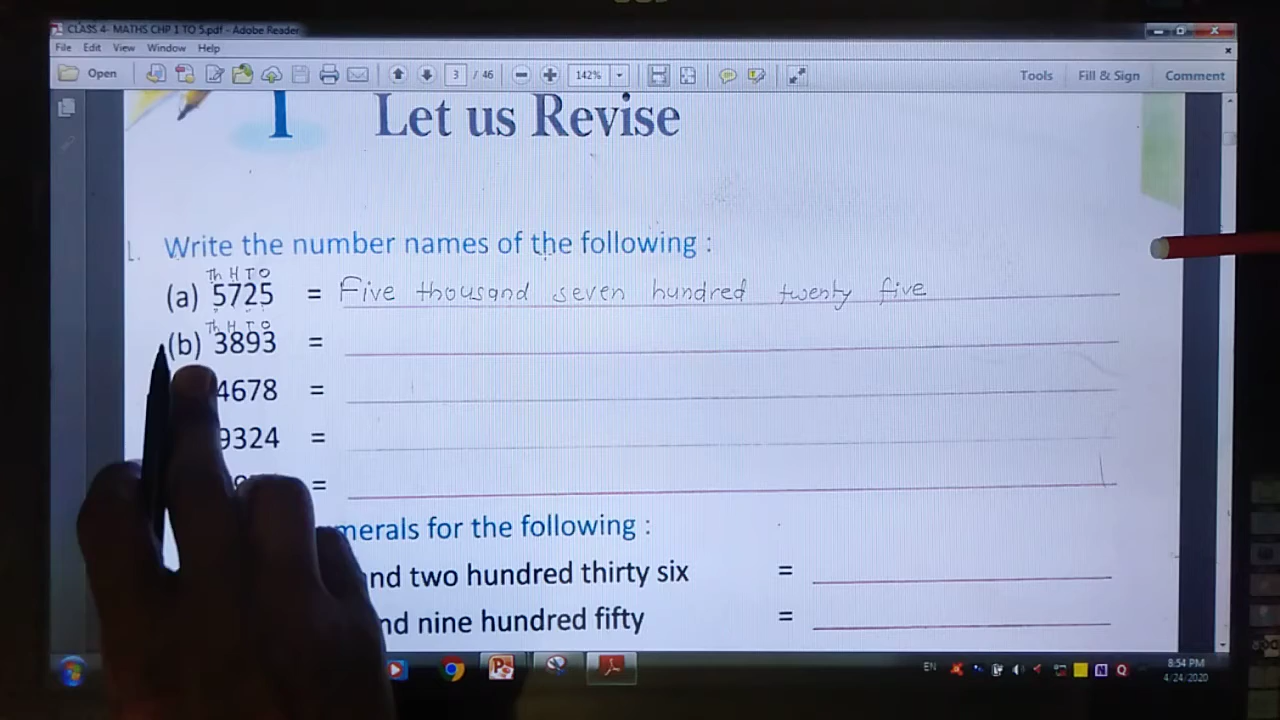 CLASS 4- MATHS CHP 1 TO 5.pdf - Adobe Reader
File Edit View Window Help
Open 3 / 46 142% Tools Fill & Sign Comment
1 Let us Revise
1. Write the number names of the following :
Th H T O
(a) 5725 = Five thousand seven hundred twenty five
Th H T O
(b) 3893 =
4678 =
9324 =
=
merals for the following :
nd two hundred thirty six =
nd nine hundred fifty =
EN 8:54 PM
4/24/2020